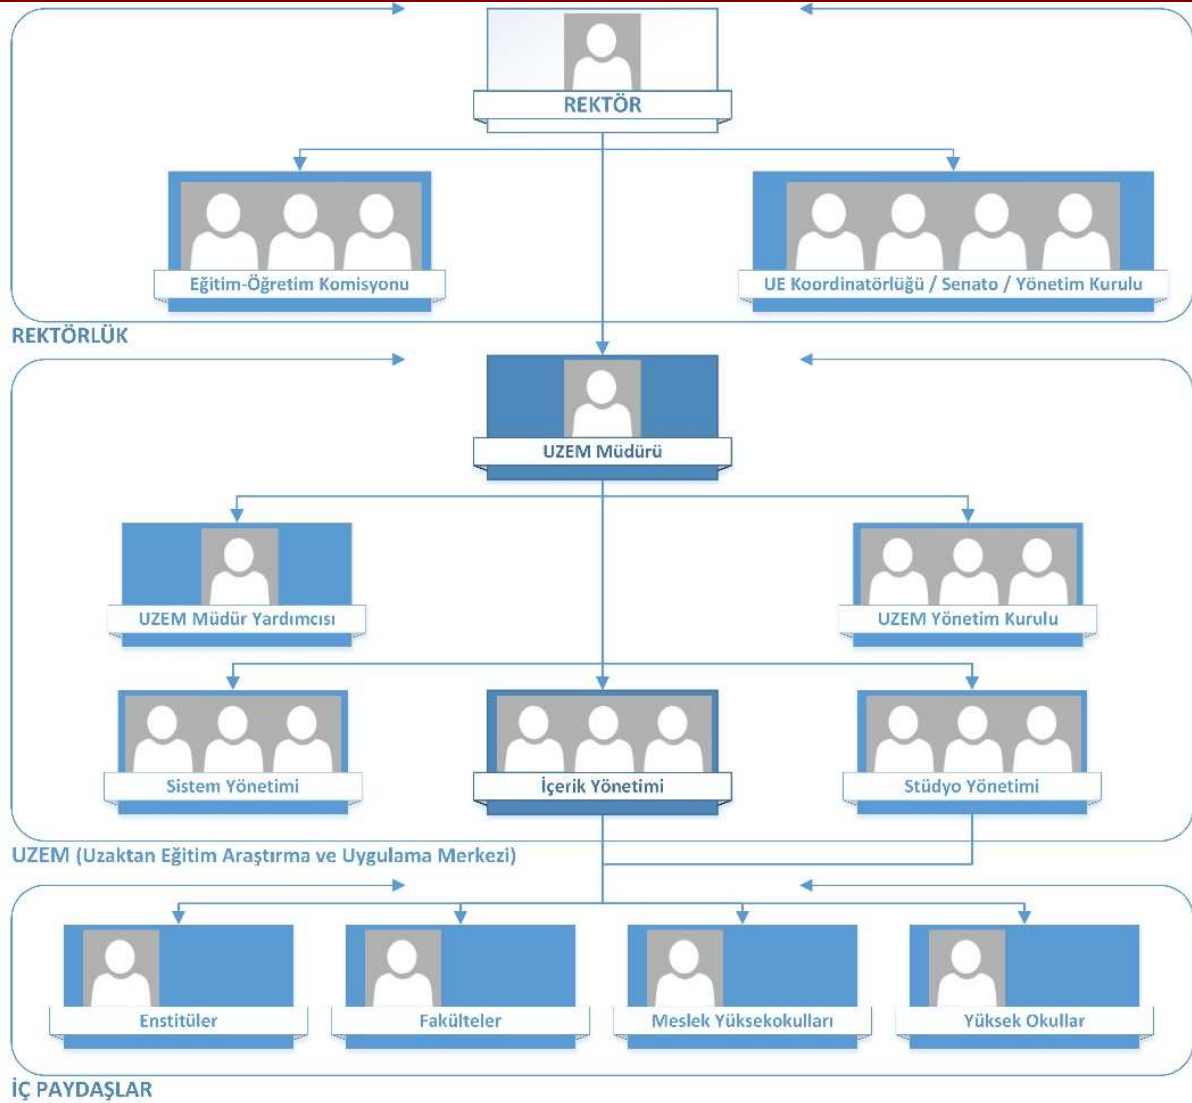 REKTÖR
Eğitim-Öğretim Komisyonu
UE Koordinatörlüğü / Senato / Yönetim Kurulu
REKTÖRLÜK
UZEM Müdürü
UZEM Müdür Yardımcısı
UZEM Yönetim Kurulu
Sistem Yönetimi
İçerik Yönetimi
Stüdyo Yönetimi
UZEM (Uzaktan Eğitim Araştırma ve Uygulama Merkezi)
Enstitüler
Fakülteler
Meslek Yüksekokulları
Yüksek Okullar
İÇ PAYDAŞLAR